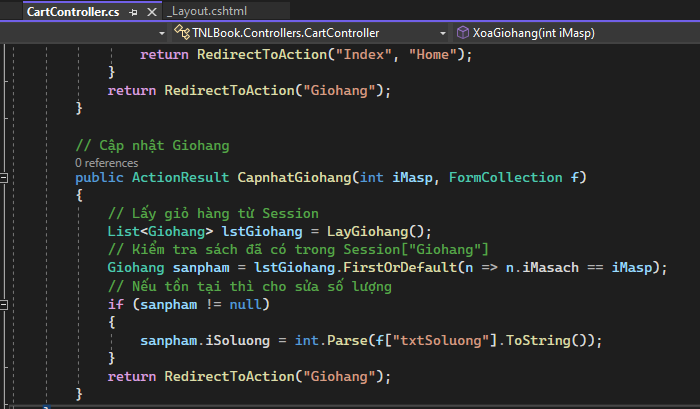 CartController.cs
_Layout.cshtml
TNLBook.Controllers.CartController
XoaGiohang(int iMasp)
return RedirectToAction("Index", "Home");
}
return RedirectToAction("Giohang");
}
// Cập nhật Giohang
0 references
public ActionResult CapnhatGiohang(int iMasp, FormCollection f)
{
// Lấy giỏ hàng từ Session
List<Giohang> lstGiohang = LayGiohang();
// Kiểm tra sách đã có trong Session["Giohang"]
Giohang sanpham = lstGiohang.FirstOrDefault(n => n.iMasach == iMasp);
// Nếu tồn tại thì cho sửa số lượng
if (sanpham != null)
{
sanpham.iSoluong = int.Parse(f["txtSoluong"].ToString());
}
return RedirectToAction("Giohang");
}
}